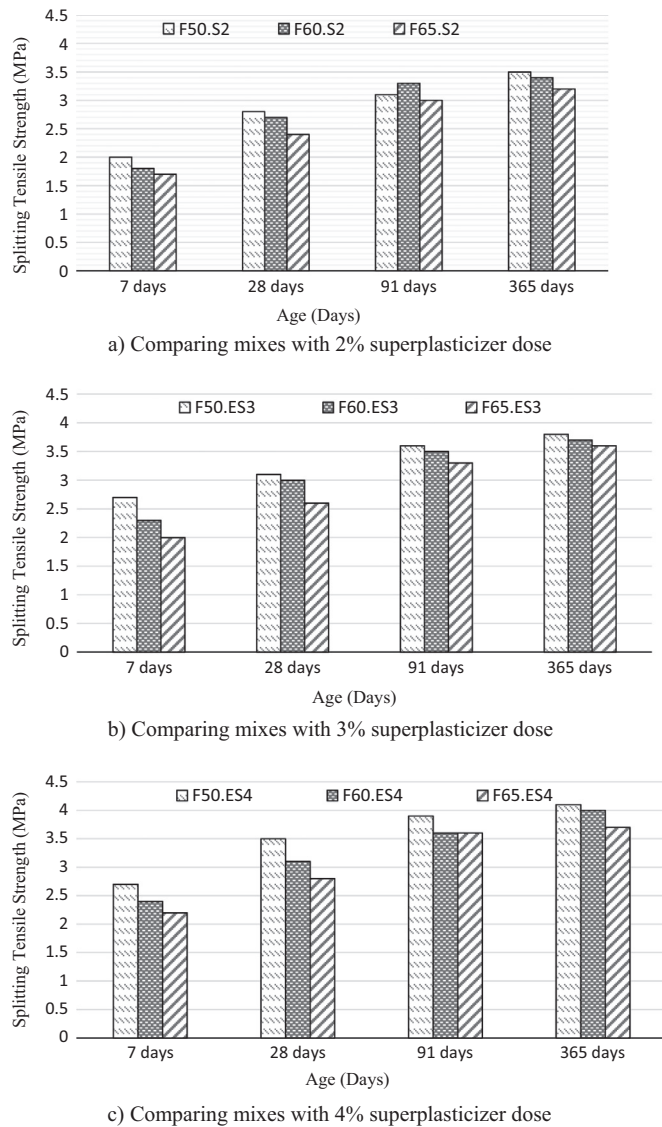 4.5
F50.S2 F60.S2 F65.S2
4
3.5
3
2.5
2
1.5
1
0.5
0
Splitting Tensile Strength (MPa)
7 days 28 days 91 days 365 days
Age (Days)
a) Comparing mixes with 2% superplasticizer dose
4.5
F50.ES3 F60.ES3 F65.ES3
4
3.5
3
2.5
2
1.5
1
0.5
0
Splitting Tensile Strength (MPa)
7 days 28 days 91 days 365 days
Age (Days)
b) Comparing mixes with 3% superplasticizer dose
4.5
F50.ES4 F60.ES4 F65.ES4
4
3.5
3
2.5
2
1.5
1
0.5
0
Splitting Tensile Strength (MPa)
7 days 28 days 91 days 365 days
Age (Days)
c) Comparing mixes with 4% superplasticizer dose